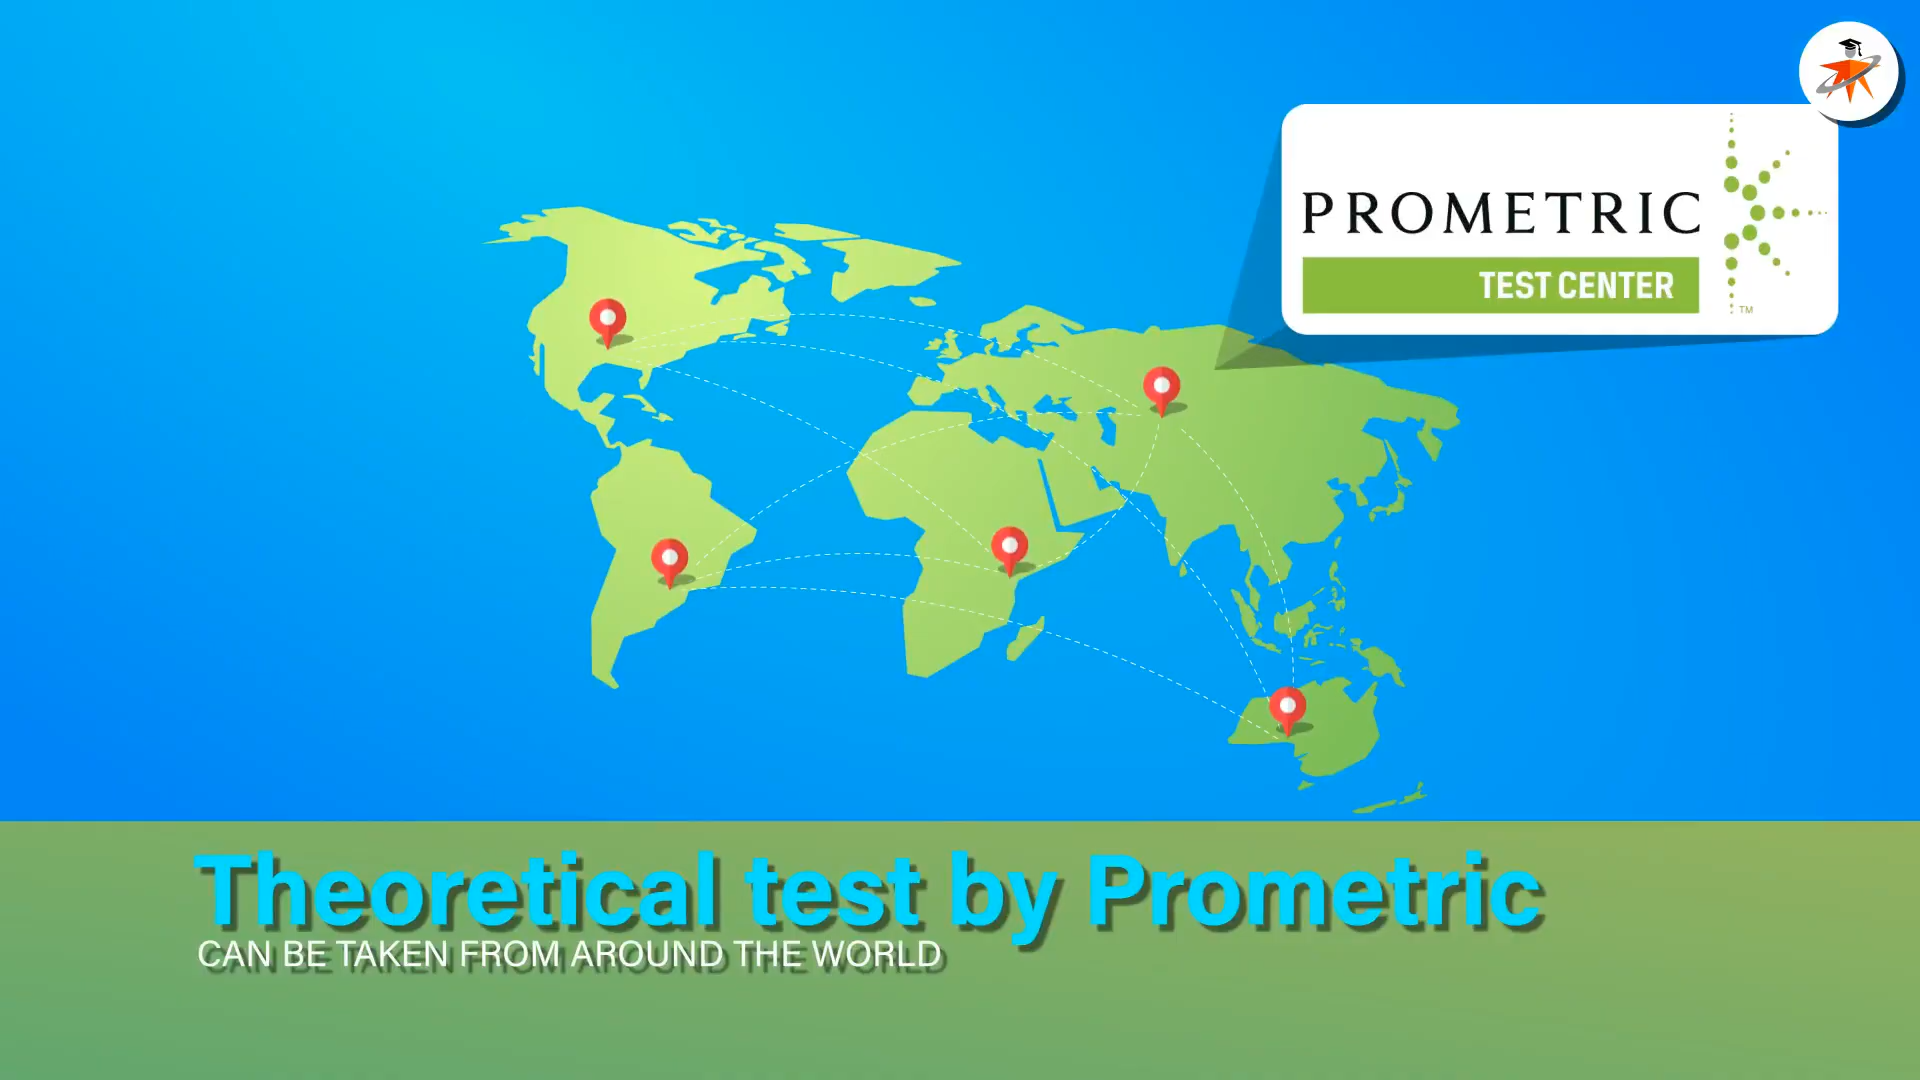 PROMETRIC
TEST CENTER
TM
Theoretical test by Prometric
CAN BE TAKEN FROM AROUND THE WORLD